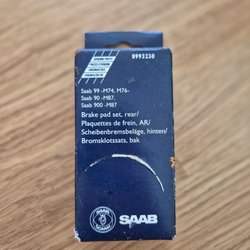 8993230
Saab 99 -M74, M76-
Saab 90 -M87,
Saab 900 -M87
Brake pad set, rear/
Plaquettes de frein, AR/
Scheibenbremsbeläge, hinten/
Bromsklotssats, bak
SAAB